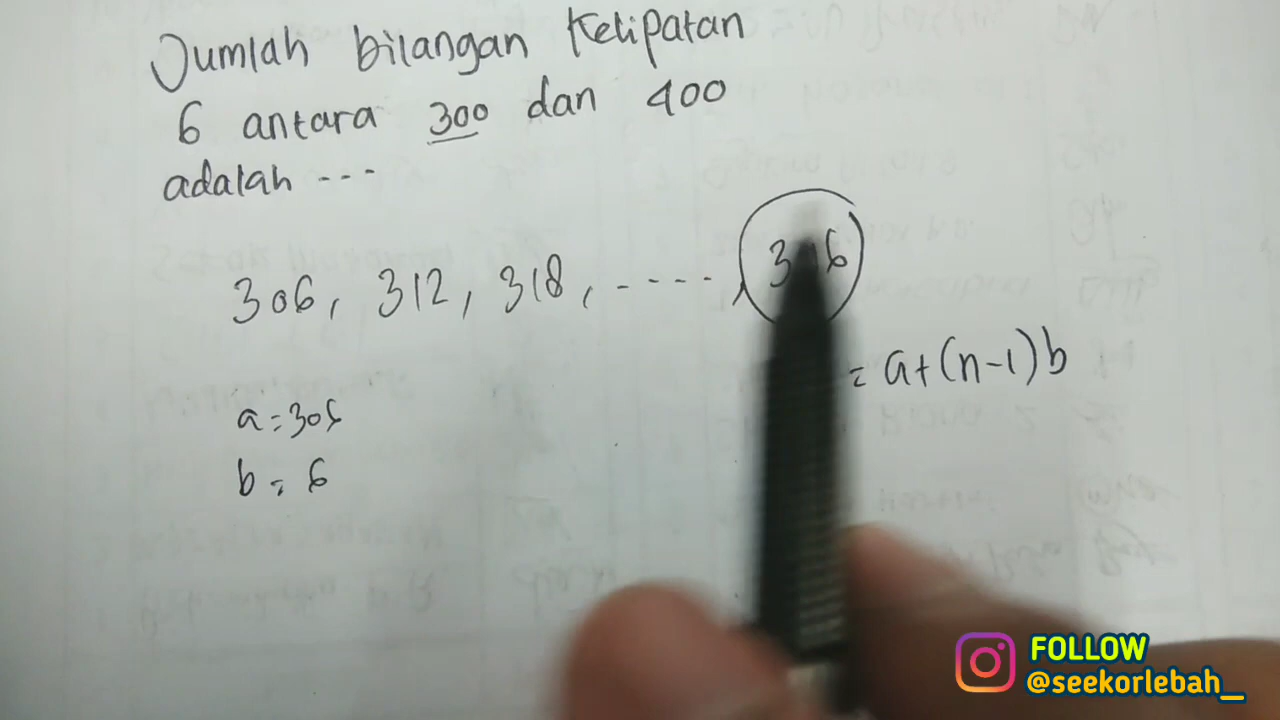 Jumlah bilangan Kelipatan
6 antara 300 dan 400
adalah ---
306, 312, 318, ----,
= a+(n-1)b
a=306
b= 6
FOLLOW
@seekorlebah_